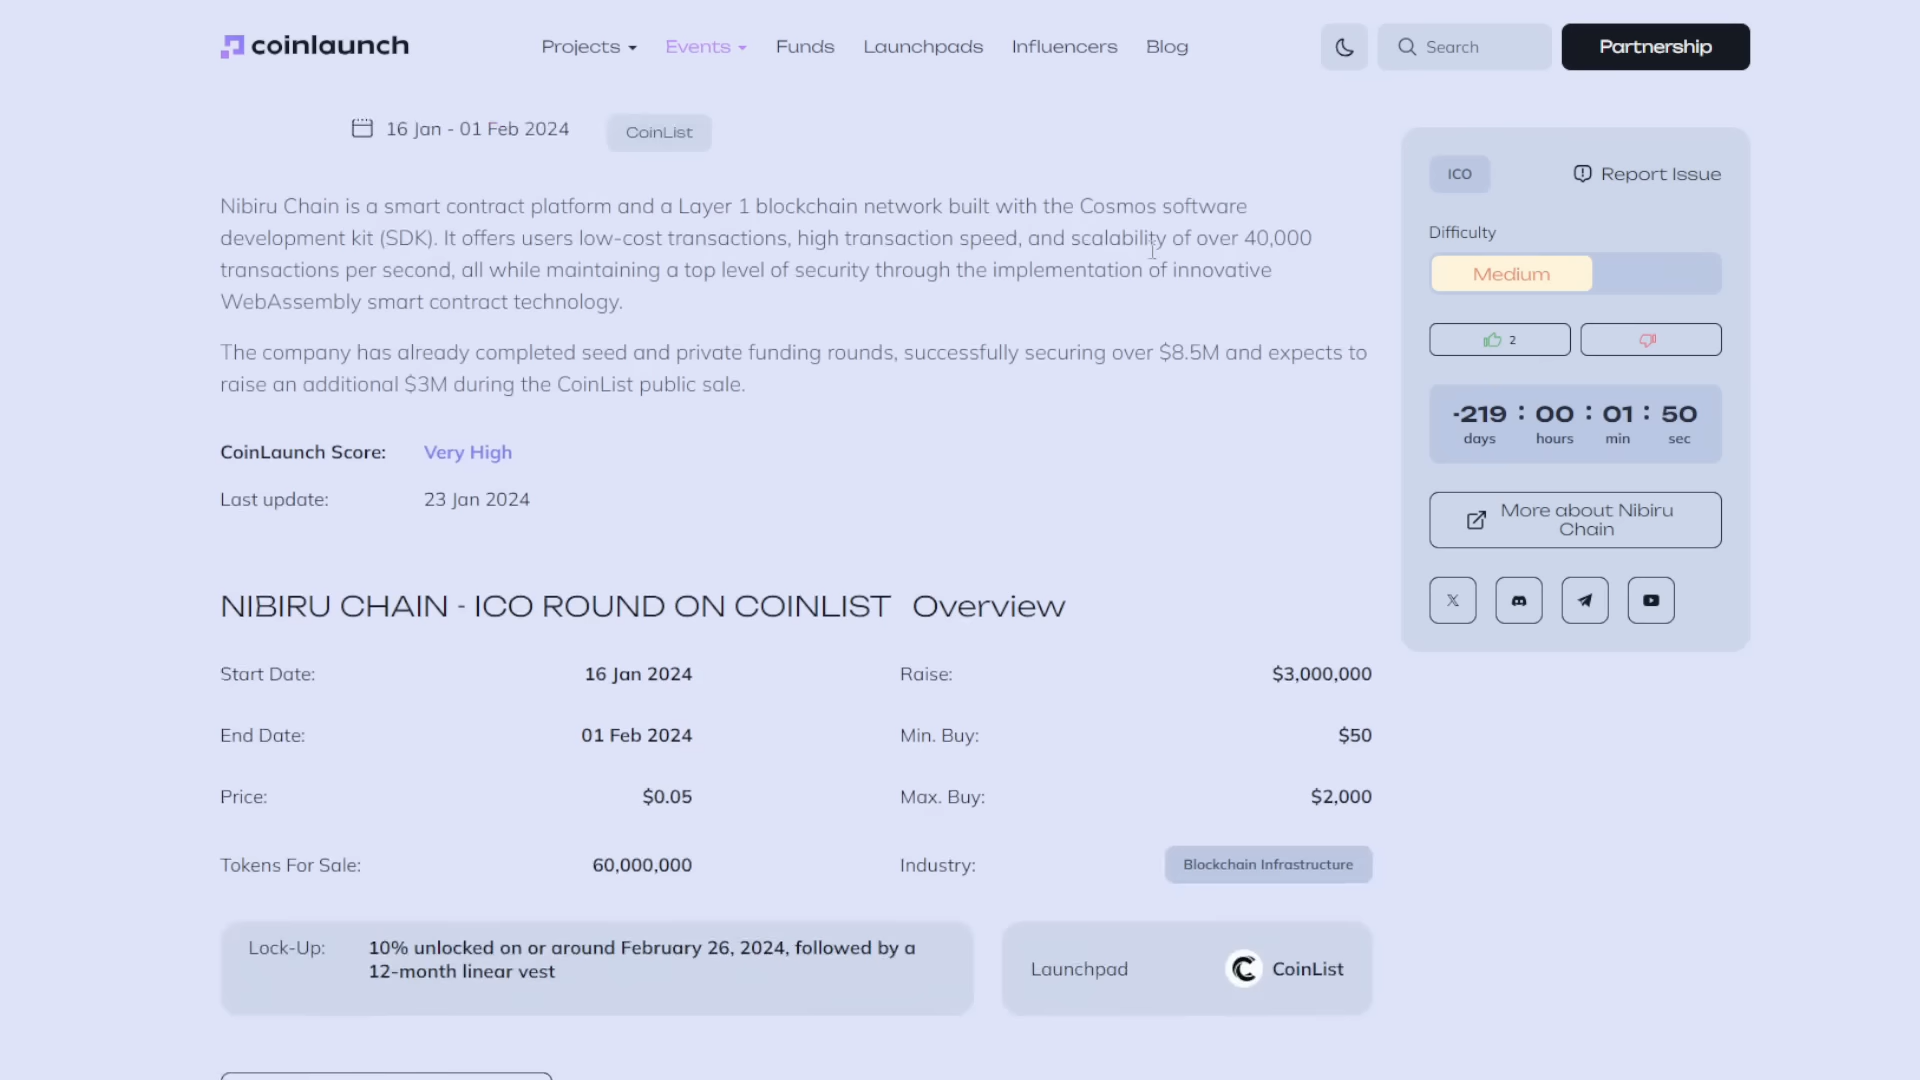 coinlaunch
Projects
Events
Funds
Launchpads
Influencers
Blog
Search
Partnership
16 Jan - 01 Feb 2024
CoinList
Nibiru Chain is a smart contract platform and a Layer 1 blockchain network built with the Cosmos software
development kit (SDK). It offers users low-cost transactions, high transaction speed, and scalability of over 40,000
transactions per second, all while maintaining a top level of security through the implementation of innovative
WebAssembly smart contract technology.
The company has already completed seed and private funding rounds, successfully securing over $8.5M and expects to
raise an additional $3M during the CoinList public sale.
CoinLaunch Score: Very High
Last update: 23 Jan 2024
ICO
Report Issue
Difficulty
Medium
2
-219 : 00 : 01 : 50
days hours min sec
More about Nibiru
Chain
NIBIRU CHAIN - ICO ROUND ON COINLIST Overview
Start Date: 16 Jan 2024
Raise: $3,000,000
End Date: 01 Feb 2024
Min. Buy: $50
Price: $0.05
Max. Buy: $2,000
Tokens For Sale: 60,000,000
Industry: Blockchain Infrastructure
Lock-Up: 10% unlocked on or around February 26, 2024, followed by a
12-month linear vest
Launchpad CoinList